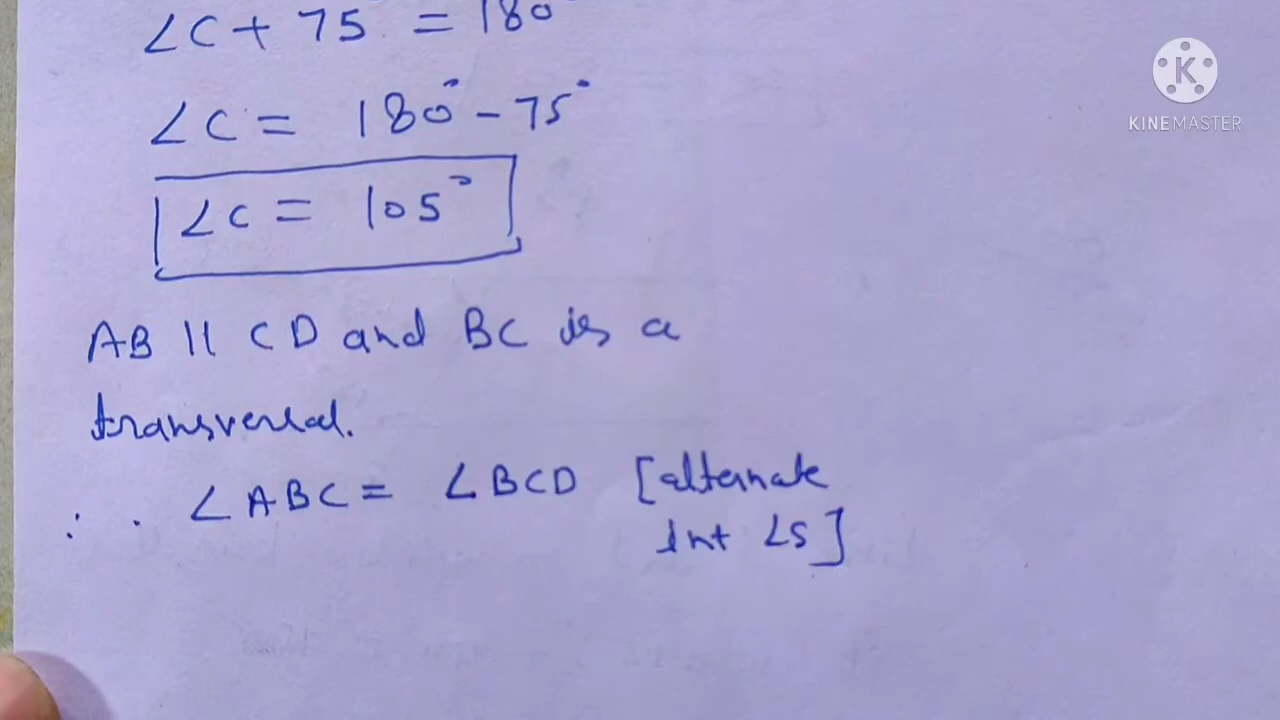 ∠C + 75° = 180°
∠C = 180° - 75°
∠C = 105°
AB || CD and BC is a
transversal.
∴ ∠ABC = ∠BCD [alternate
int ∠s]
K
KINEMASTER